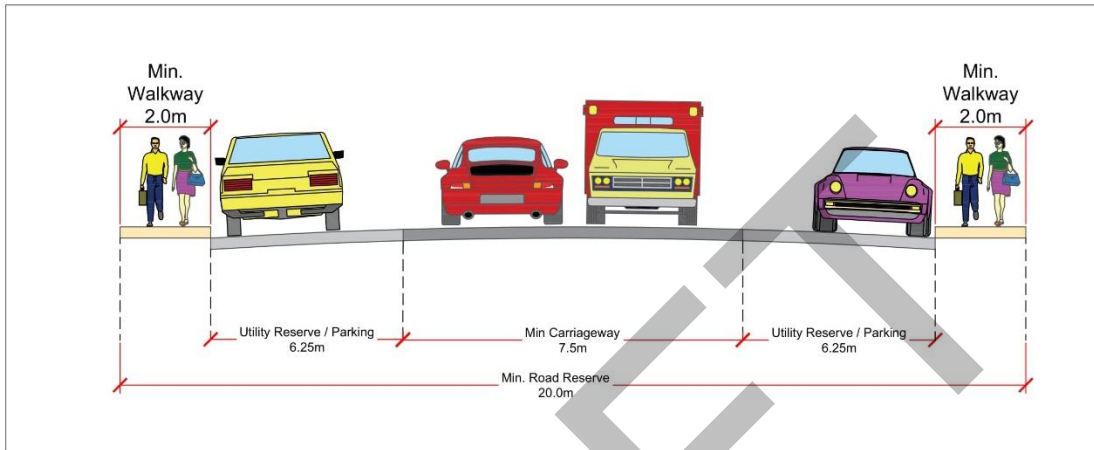 Min.
Walkway
2.0m
Min.
Walkway
2.0m
Utility Reserve / Parking
6.25m
Min Carriageway
7.5m
Utility Reserve / Parking
6.25m
Min. Road Reserve
20.0m